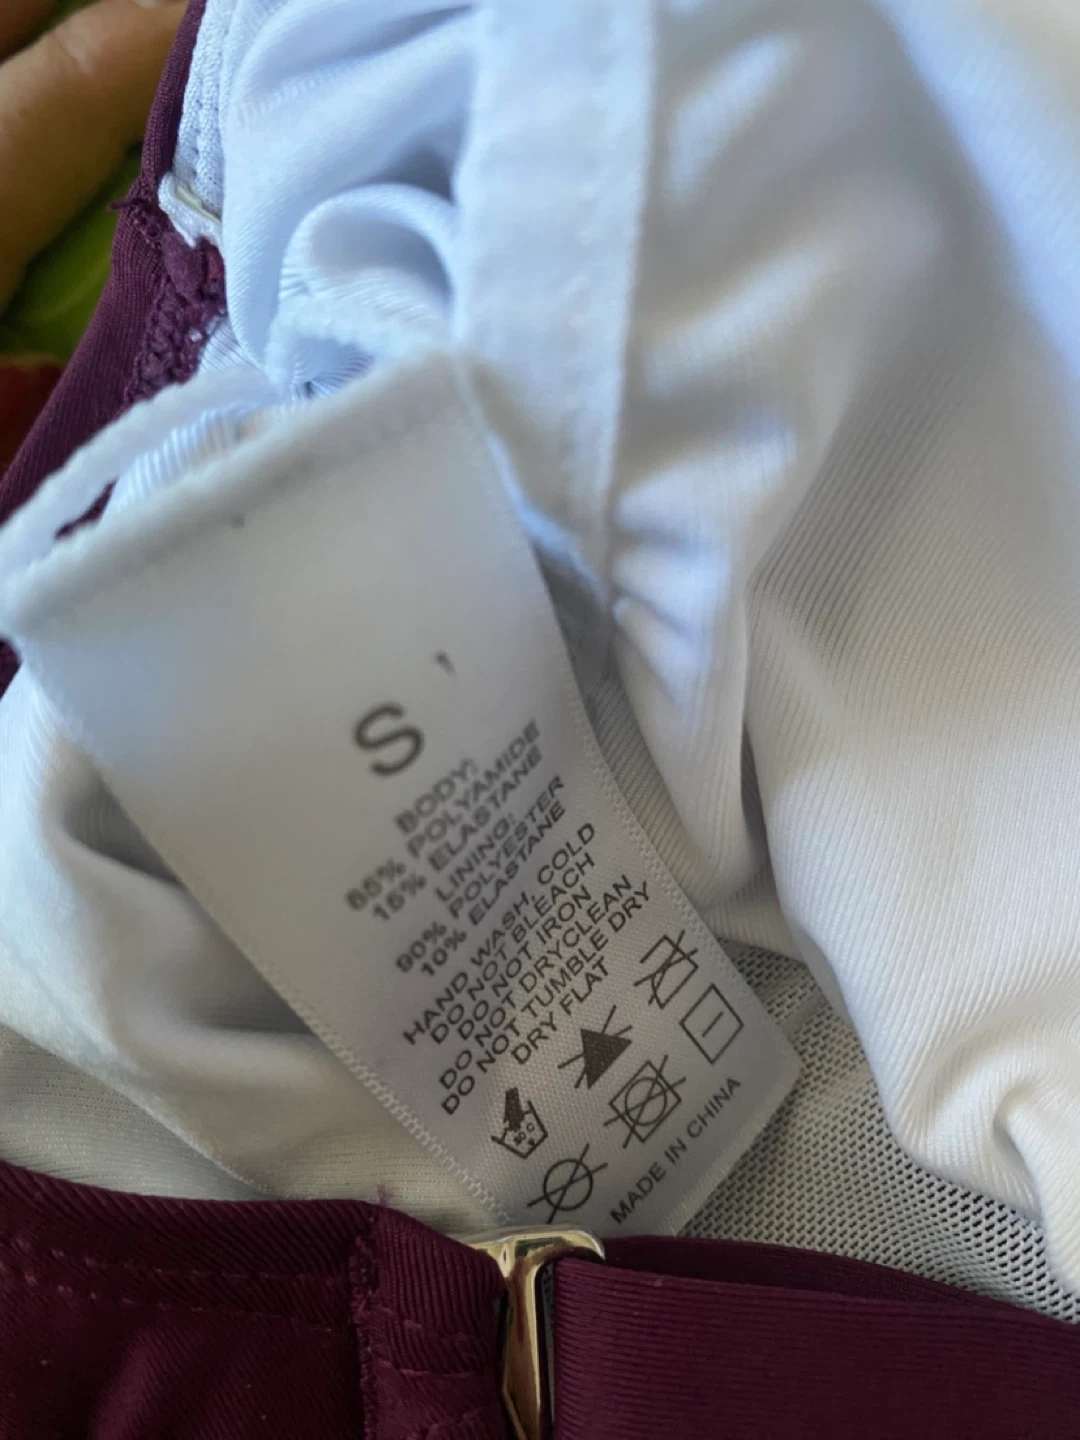 S
BODY:
85% POLYAMIDE
15% ELASTANE
LINING:
90% POLYESTER
10% ELASTANE
HAND WASH, COLD
DO NOT BLEACH
DO NOT IRON
DO NOT DRYCLEAN
DO NOT TUMBLE DRY
DRY FLAT
MADE IN CHINA